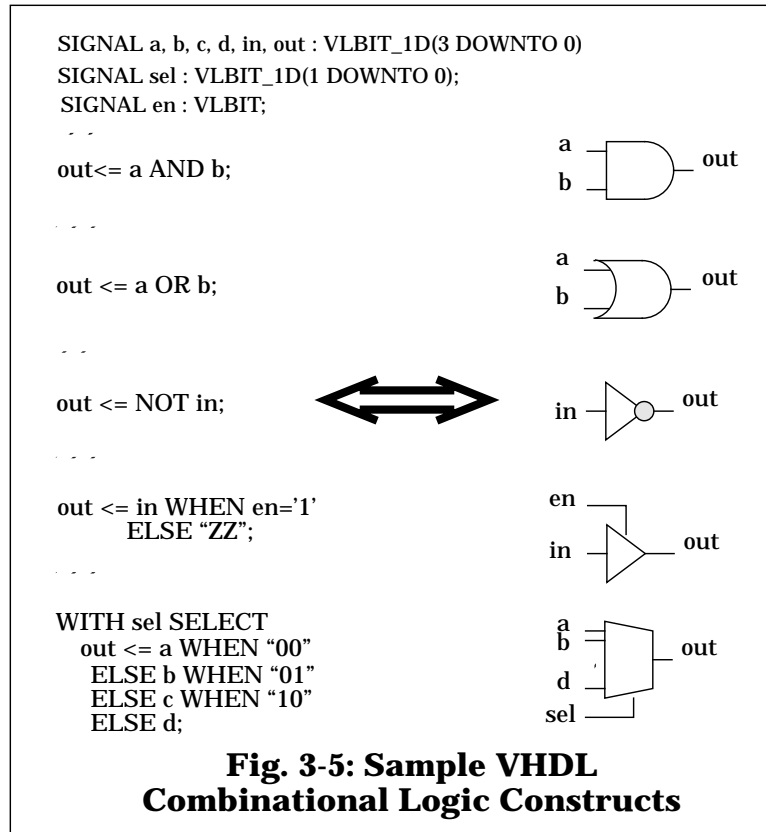 SIGNAL a, b, c, d, in, out : VLBIT_1D(3 DOWNTO 0)
SIGNAL sel : VLBIT_1D(1 DOWNTO 0);
SIGNAL en : VLBIT;
out<= a AND b;
a
b
out
out <= a OR b;
a
b
out
out <= NOT in;
in
out
out <= in WHEN en='1'
ELSE “ZZ”;
en
in
out
WITH sel SELECT
out <= a WHEN “00”
ELSE b WHEN “01”
ELSE c WHEN “10”
ELSE d;
a
b
d
sel
out
Fig. 3-5: Sample VHDL
Combinational Logic Constructs